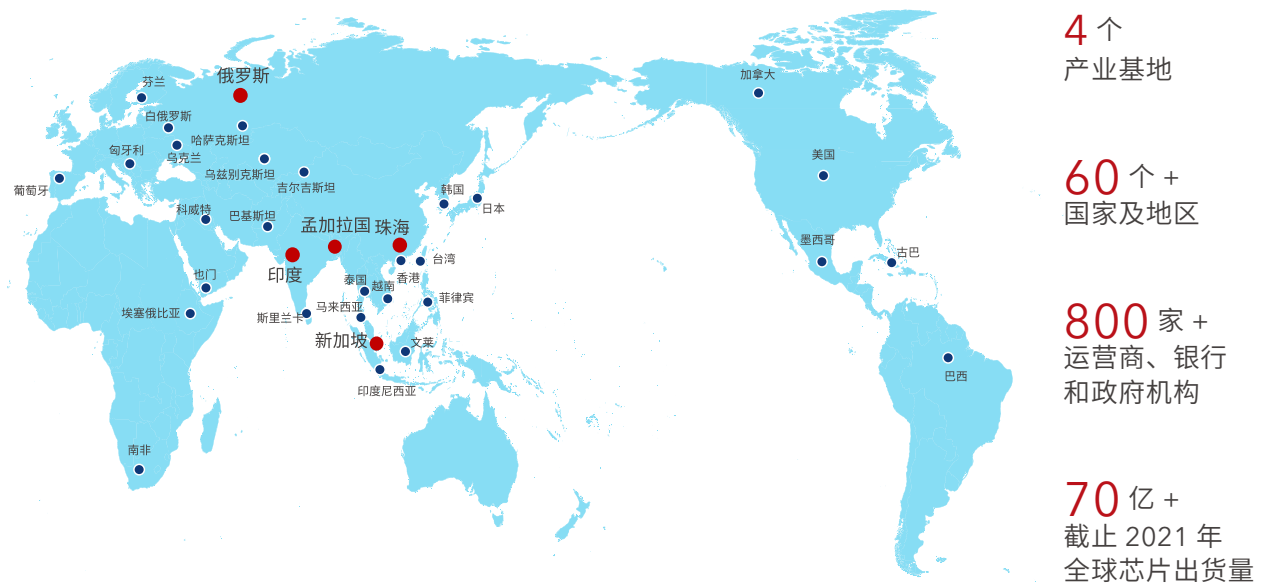 芬兰
俄罗斯
白俄罗斯
哈萨克斯坦
匈牙利
乌克兰
乌兹别克斯坦
吉尔吉斯坦
葡萄牙
科威特
巴基斯坦
孟加拉国
珠海
韩国
日本
印度
台湾
香港
也门
泰国
越南
菲律宾
埃塞俄比亚
斯里兰卡
马来西亚
新加坡
文莱
印度尼西亚
南非
加拿大
美国
墨西哥
古巴
巴西
4 个
产业基地
60 个 +
国家及地区
800 家 +
运营商、银行
和政府机构
70 亿 +
截止 2021 年
全球芯片出货量